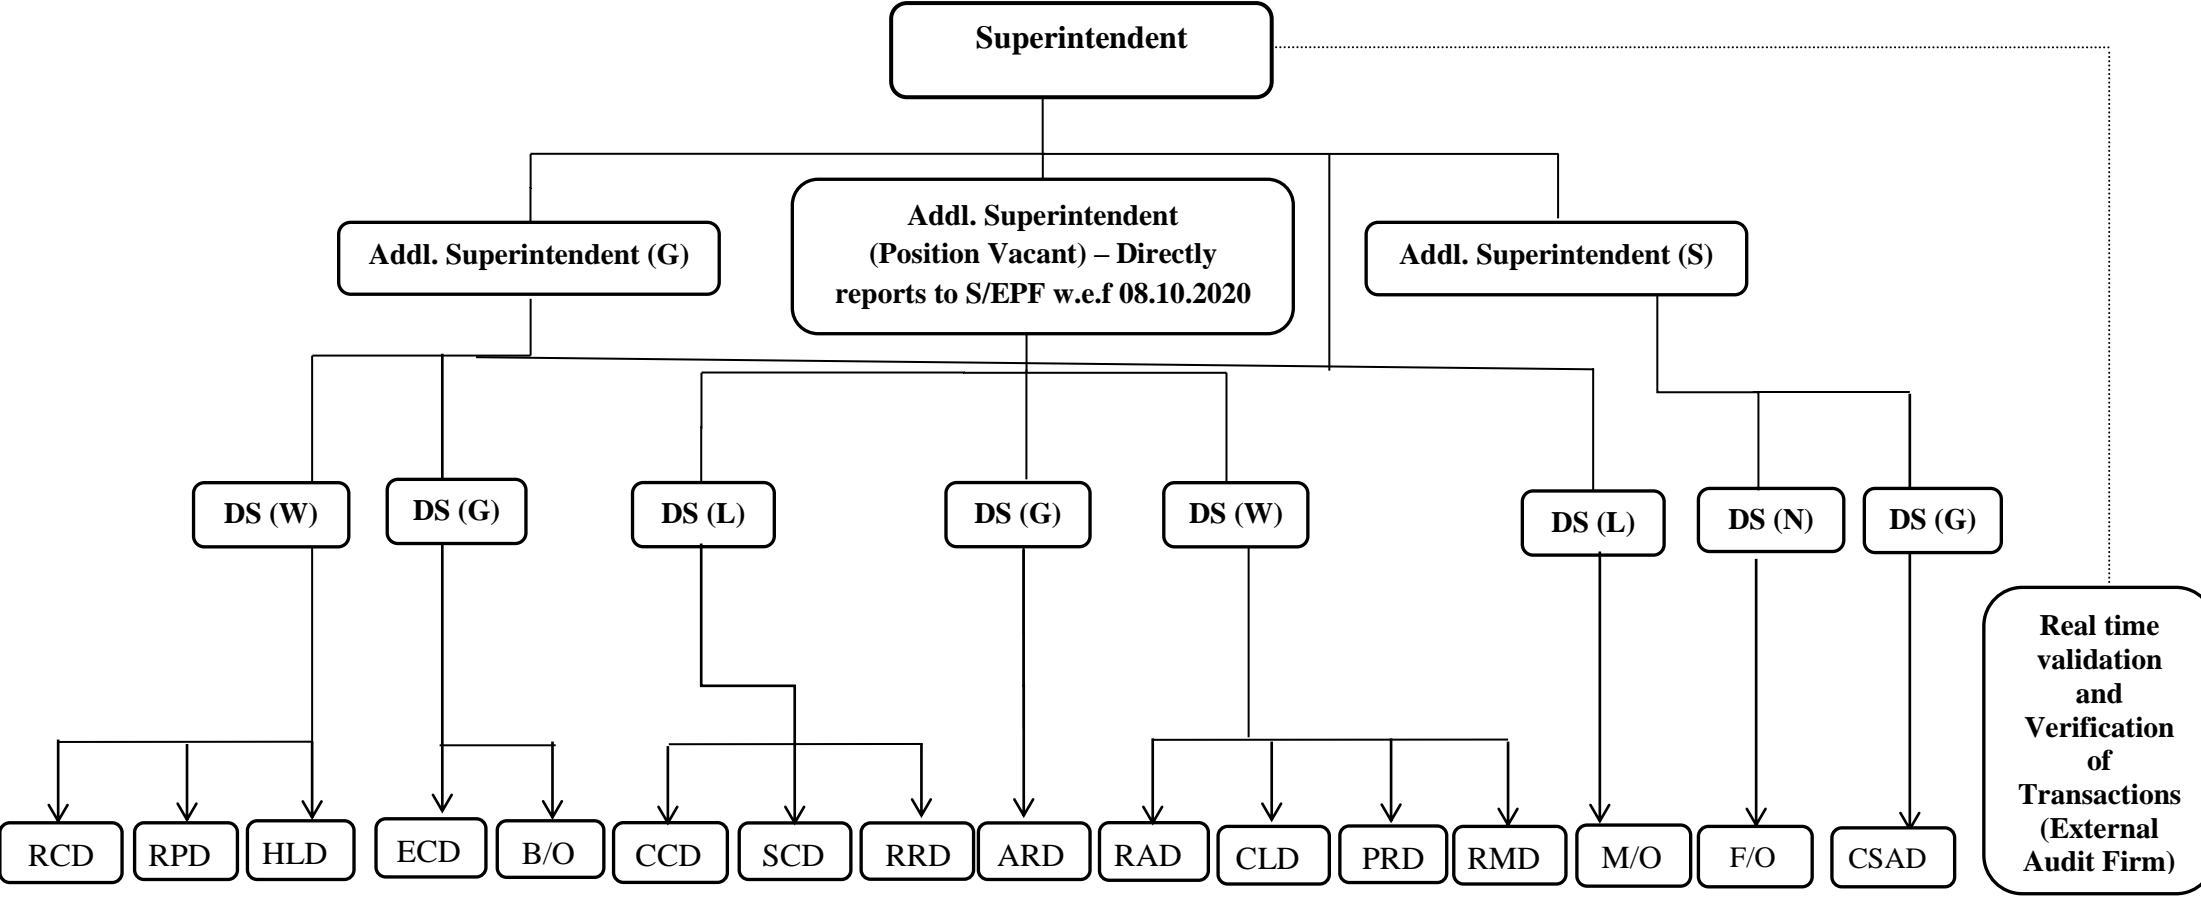 Superintendent
Addl. Superintendent (G)
Addl. Superintendent
(Position Vacant) – Directly
reports to S/EPF w.e.f 08.10.2020
Addl. Superintendent (S)
DS (W)
DS (G)
DS (L)
DS (G)
DS (W)
DS (L)
DS (N)
DS (G)
Real time
validation
and
Verification
of
Transactions
(External
Audit Firm)
RCD
RPD
HLD
ECD
B/O
CCD
SCD
RRD
ARD
RAD
CLD
PRD
RMD
M/O
F/O
CSAD